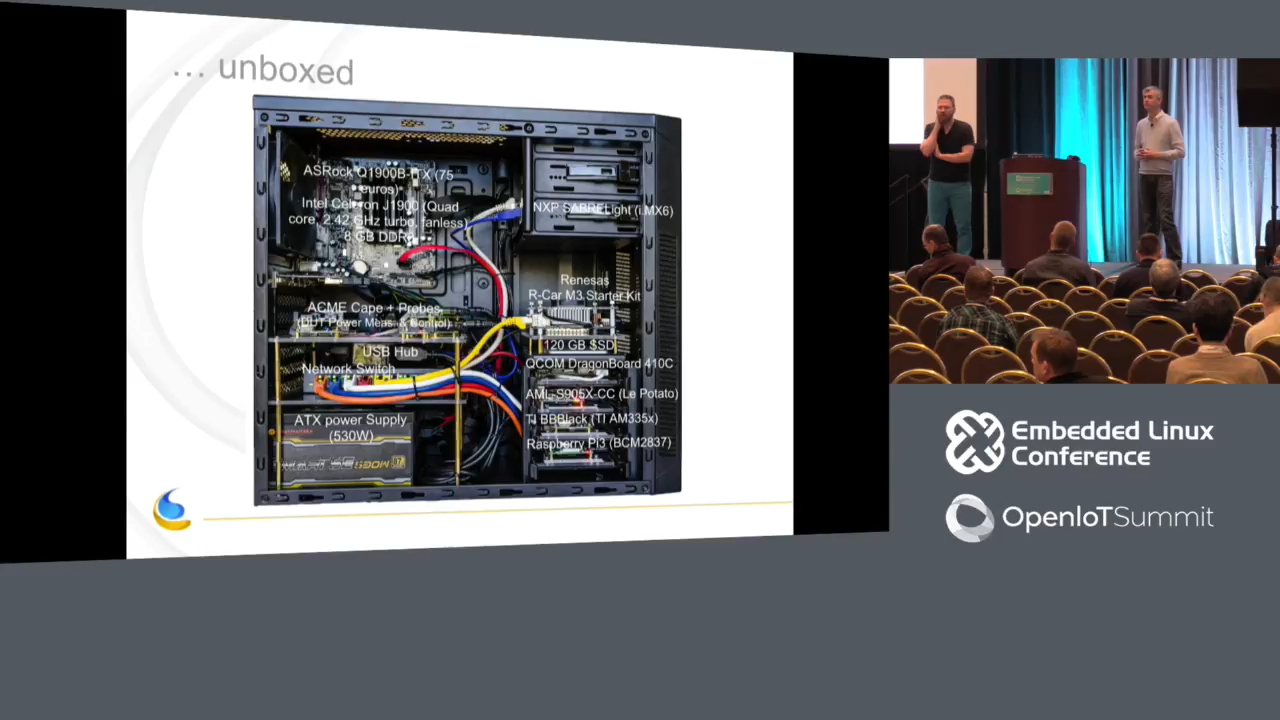 ... unboxed
ASRock Q1900B-ITX (75
euros)
Intel Celeron J1900 (Quad
core, 2.42 GHz turbo, fanless)
8 GB DDR3
NXP SABRELight (i.MX6)
Renesas
R-Car M3 Starter Kit
ACME Cape + Probes
(DUT Power Meas. & Control)
120 GB SSD
USB Hub
Network Switch
QCOM DragonBoard 410C
AML-S905X-CC (Le Potato)
TI BBBlack (TI AM335x)
Raspberry PI3 (BCM2837)
ATX power Supply
(530W)
Embedded Linux
Conference
OpenIoTSummit